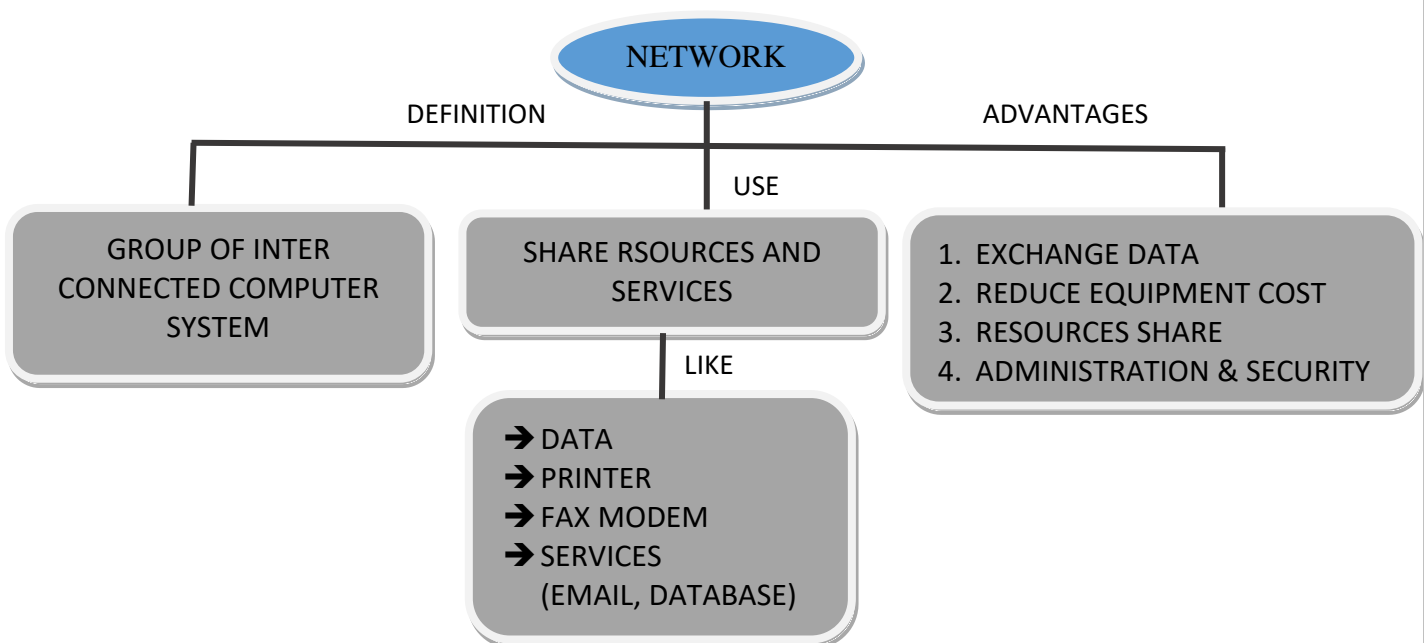 NETWORK
DEFINITION
ADVANTAGES
USE
GROUP OF INTER
CONNECTED COMPUTER
SYSTEM
SHARE RSOURCES AND
SERVICES
1. EXCHANGE DATA
2. REDUCE EQUIPMENT COST
3. RESOURCES SHARE
4. ADMINISTRATION & SECURITY
LIKE
➔ DATA
➔ PRINTER
➔ FAX MODEM
➔ SERVICES
(EMAIL, DATABASE)